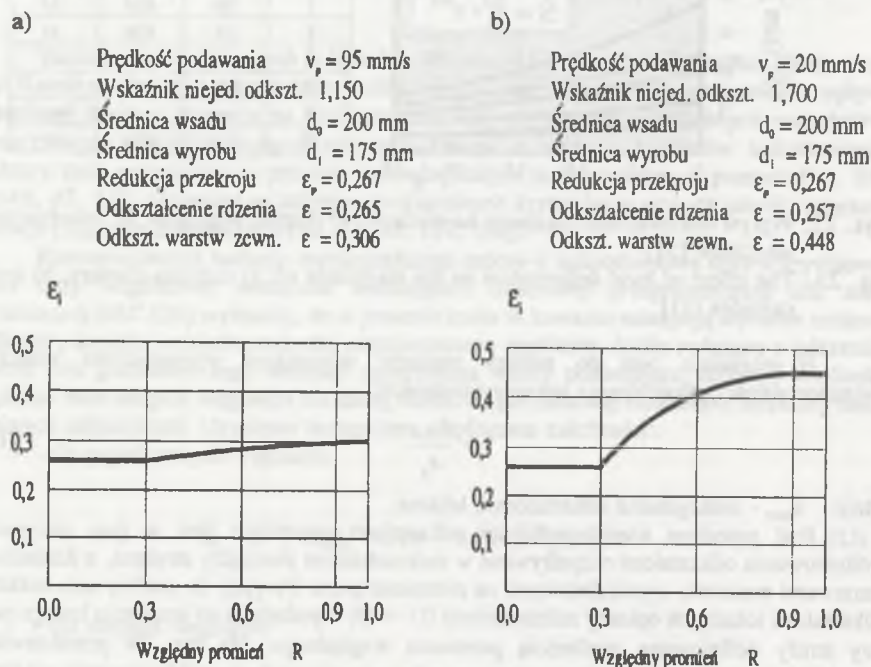 a)
Prędkość podawania v_p = 95 mm/s
Wskaźnik niejed. odkszt. 1,150
Średnica wsadu d_0 = 200 mm
Średnica wyrobu d_1 = 175 mm
Redukcja przekroju ε_p = 0,267
Odkształcenie rdzenia ε = 0,265
Odkszt. warstw zewn. ε = 0,306
ε_i
0,5
0,4
0,3
0,2
0,1
0,0 0,3 0,6 0,9 1,0
Względny promień R
b)
Prędkość podawania v_p = 20 mm/s
Wskaźnik niejed. odkszt. 1,700
Średnica wsadu d_0 = 200 mm
Średnica wyrobu d_1 = 175 mm
Redukcja przekroju ε_p = 0,267
Odkształcenie rdzenia ε = 0,257
Odkszt. warstw zewn. ε = 0,448
ε_i
0,5
0,4
0,3
0,2
0,1
0,0 0,3 0,6 0,9 1,0
Względny promień R